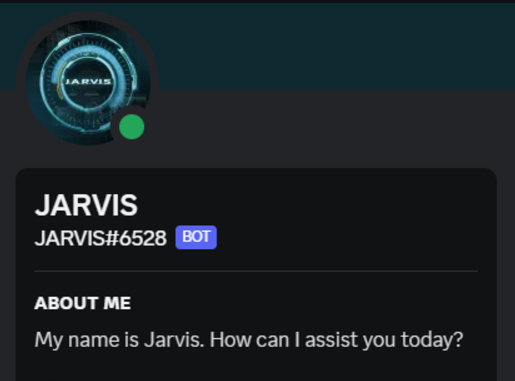 JARVIS
JARVIS
JARVIS#6528 BOT
ABOUT ME
My name is Jarvis. How can I assist you today?